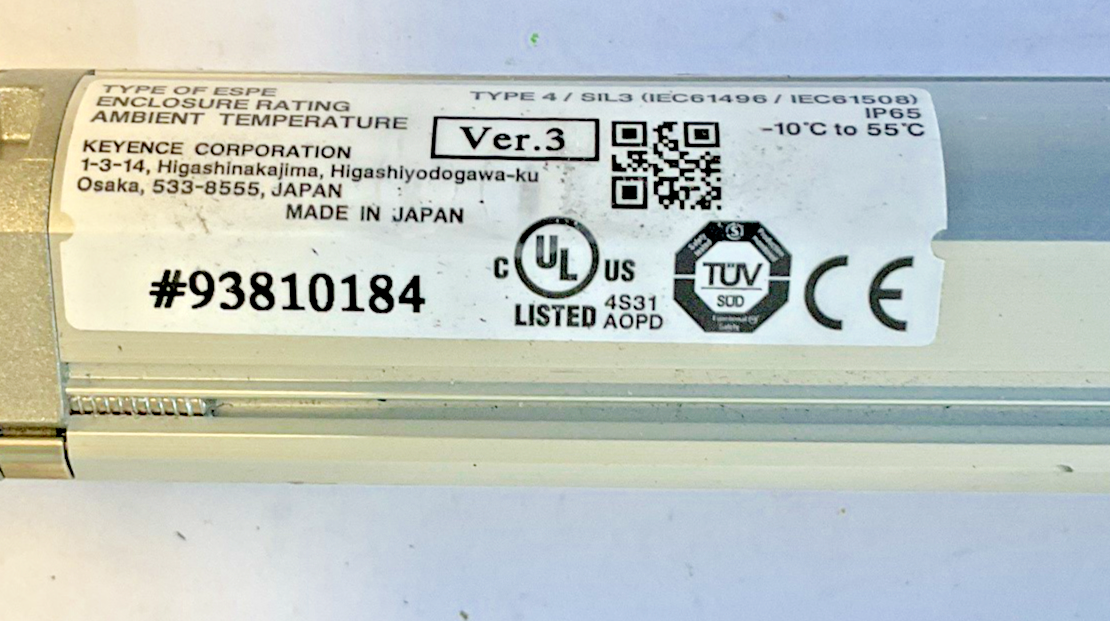 TYPE OF ESPE TYPE 4 / SIL3 (IEC61496 / IEC61508)
ENCLOSURE RATING IP65
AMBIENT TEMPERATURE -10°C to 55°C
Ver.3
KEYENCE CORPORATION
1-3-14, Higashinakajima, Higashiyodogawa-ku
Osaka, 533-8555, JAPAN
MADE IN JAPAN
#93810184
C UL US
LISTED 4S31
AOPD
TÜV
SÜD
Functional
Safety
CE